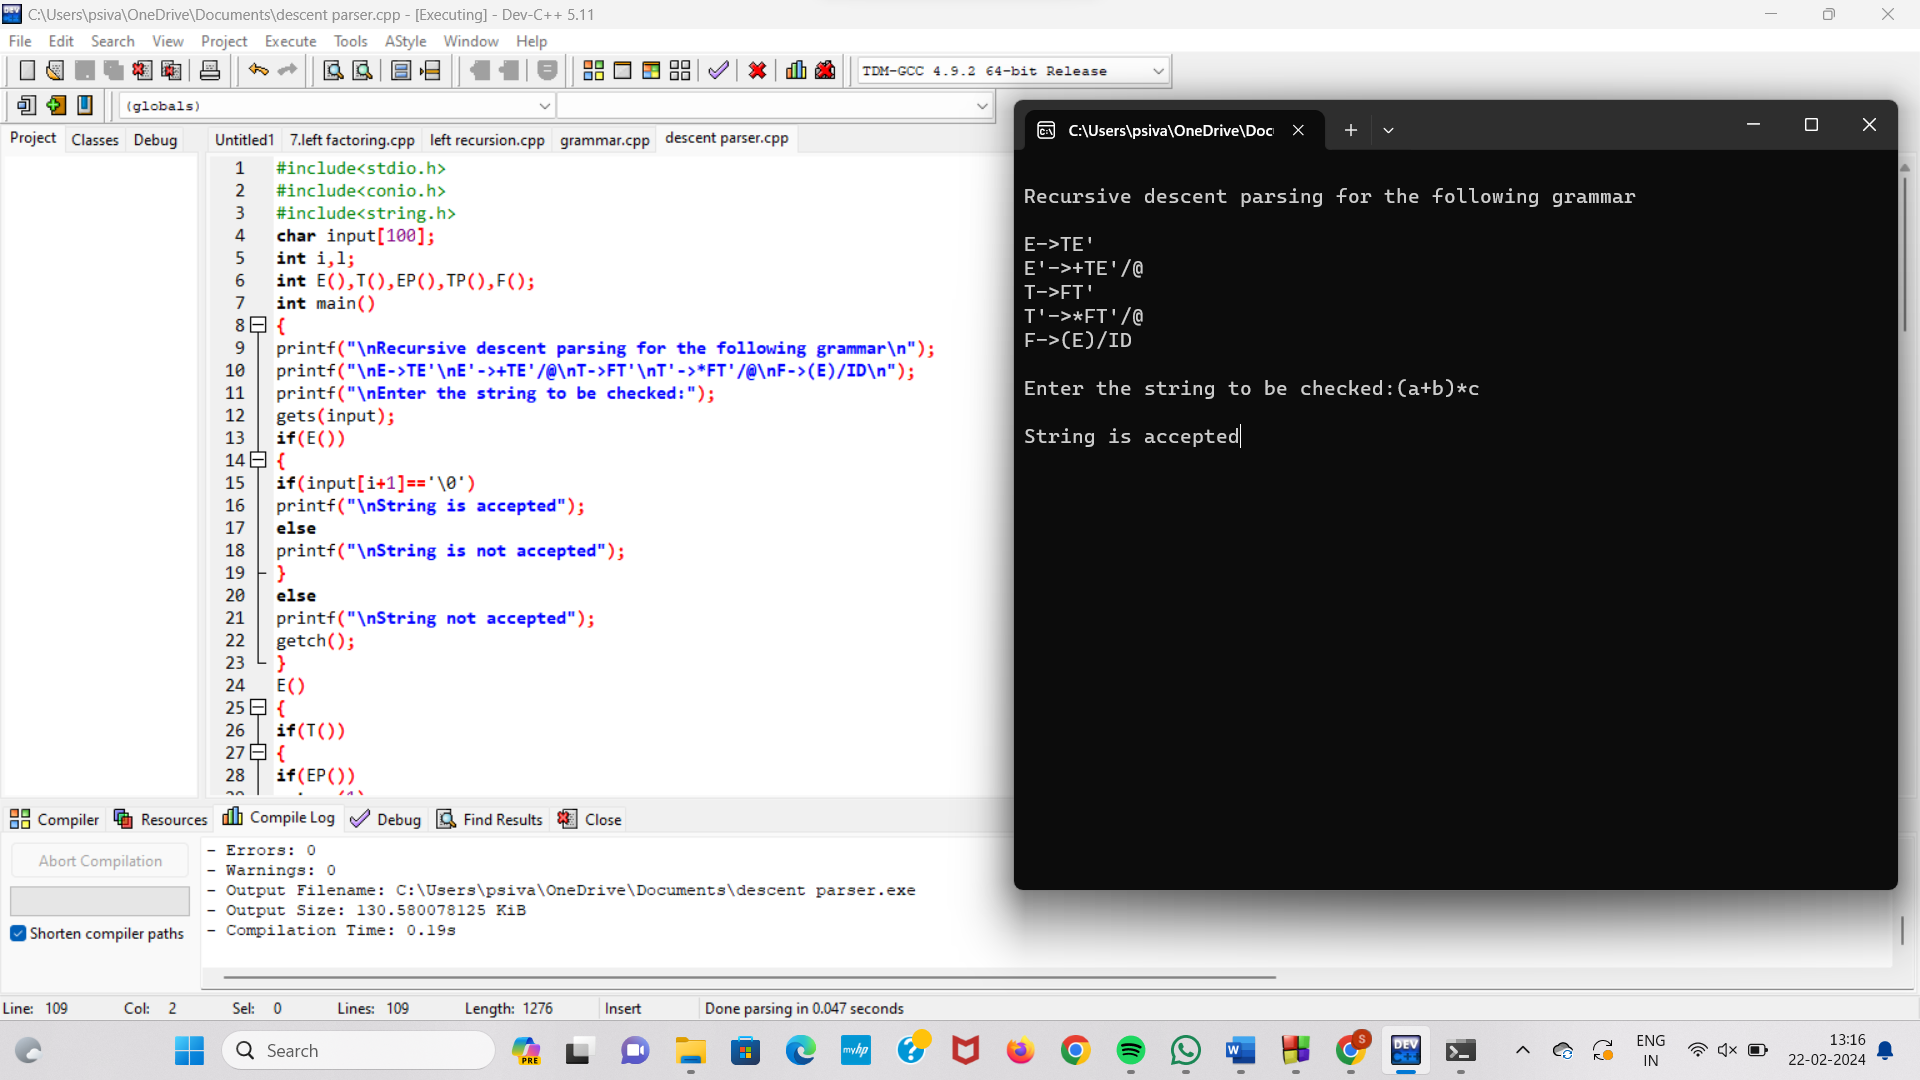 C:\Users\psiva\OneDrive\Documents\descent parser.cpp - [Executing] - Dev-C++ 5.11
File Edit Search View Project Execute Tools AStyle Window Help
TDM-GCC 4.9.2 64-bit Release
(globals)
Project Classes Debug
Untitled1 7.left factoring.cpp left recursion.cpp grammar.cpp descent parser.cpp
1 #include<stdio.h>
2 #include<conio.h>
3 #include<string.h>
4 char input[100];
5 int i,l;
6 int E(),T(),EP(),TP(),F();
7 int main()
8 {
9 printf("\nRecursive descent parsing for the following grammar\n");
10 printf("\nE->TE'\nE'->+TE'/@\nT->FT'\nT'->*FT'/@\nF->(E)/ID\n");
11 printf("\nEnter the string to be checked:");
12 gets(input);
13 if(E())
14 {
15 if(input[i+1]=='\0')
16 printf("\nString is accepted");
17 else
18 printf("\nString is not accepted");
19 }
20 else
21 printf("\nString not accepted");
22 getch();
23 }
24 E()
25 {
26 if(T())
27 {
28 if(EP())
C:\Users\psiva\OneDrive\Doc
Recursive descent parsing for the following grammar
E->TE'
E'->+TE'/@
T->FT'
T'->*FT'/@
F->(E)/ID
Enter the string to be checked:(a+b)*c
String is accepted
Compiler Resources Compile Log Debug Find Results Close
Abort Compilation
Shorten compiler paths
- Errors: 0
- Warnings: 0
- Output Filename: C:\Users\psiva\OneDrive\Documents\descent parser.exe
- Output Size: 130.580078125 KiB
- Compilation Time: 0.19s
Line: 109 Col: 2 Sel: 0 Lines: 109 Length: 1276 Insert Done parsing in 0.047 seconds
Search
PRE
myhp
S
DEV C++
ENG
IN
13:16
22-02-2024